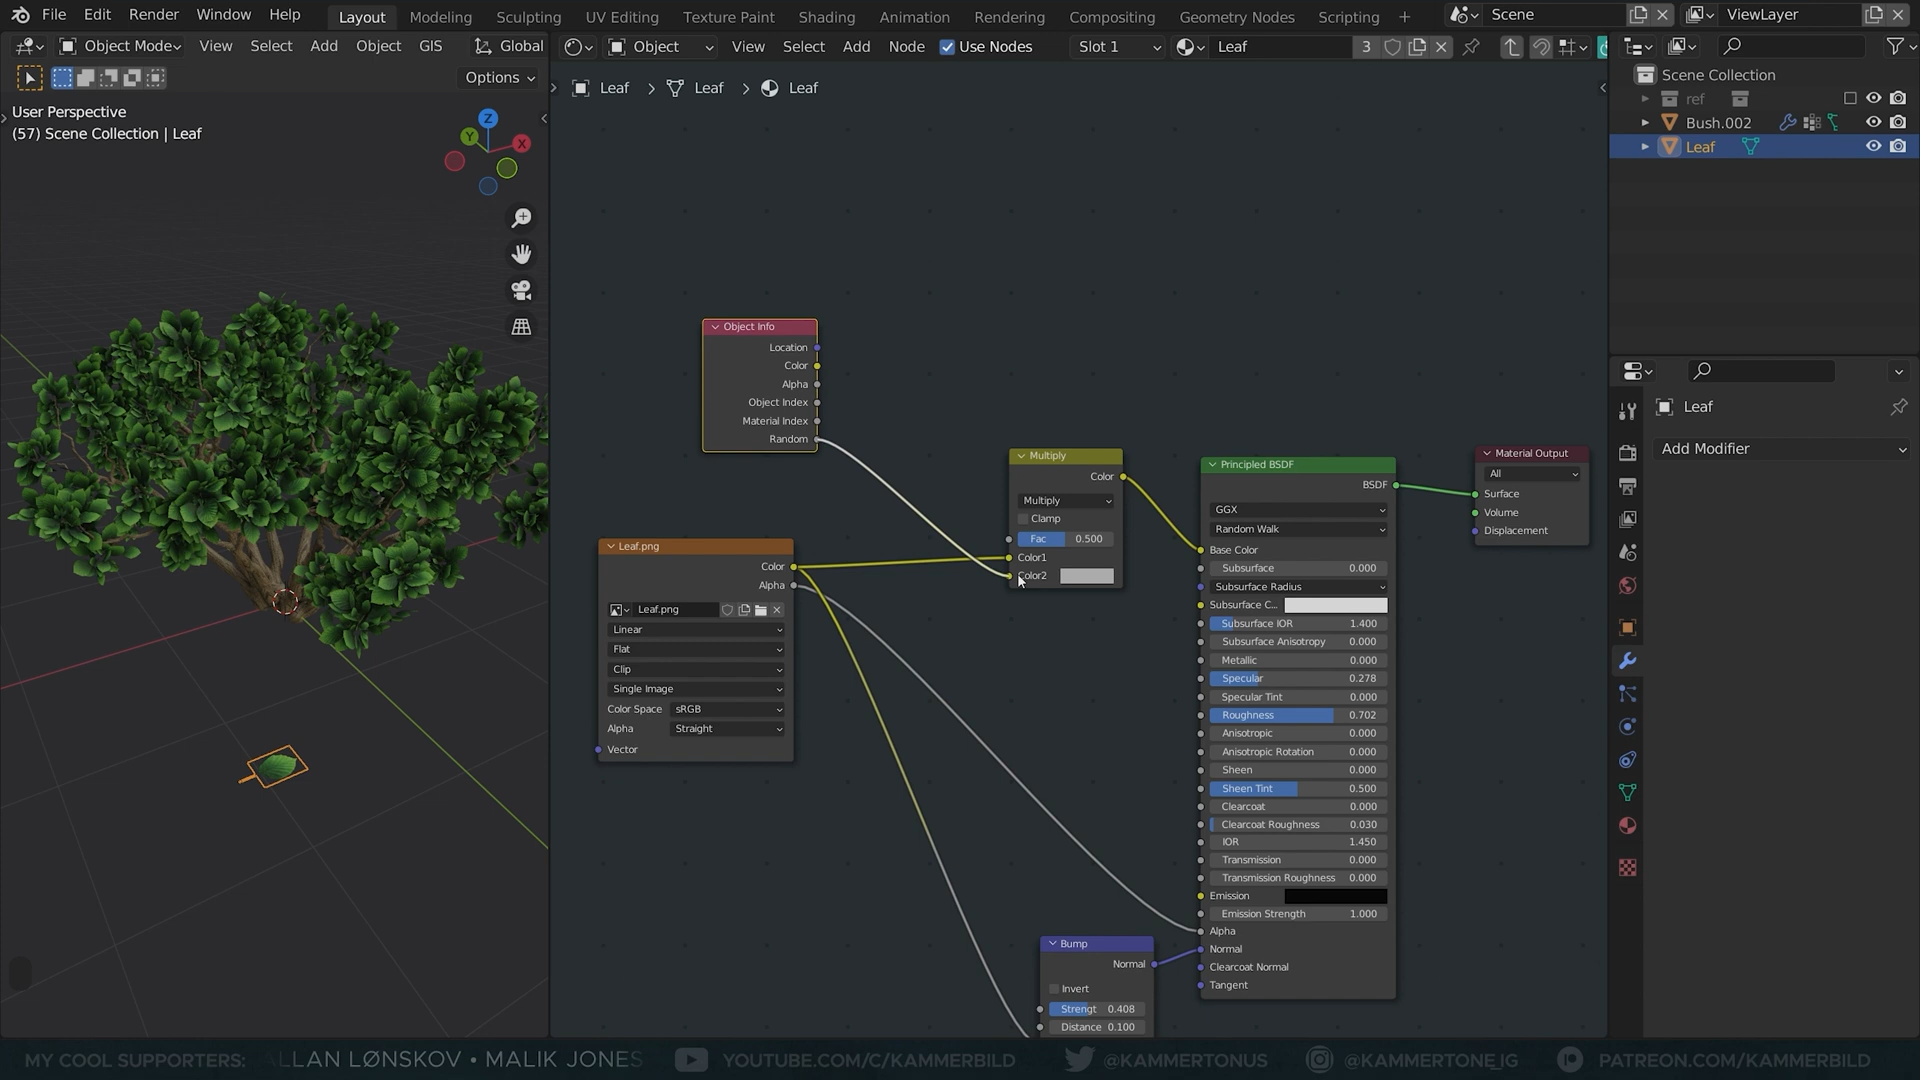 File Edit Render Window Help Layout Modeling Sculpting UV Editing Texture Paint Shading Animation Rendering Compositing Geometry Nodes Scripting + Scene ViewLayer
Object Mode View Select Add Object GIS Global
Object View Select Add Node Use Nodes Slot 1 Leaf 3
Options
User Perspective
(57) Scene Collection | Leaf
Z
Y
X
Leaf > Leaf > Leaf
Object Info
Location
Color
Alpha
Object Index
Material Index
Random
Leaf.png
Color
Alpha
Leaf.png
Linear
Flat
Clip
Single Image
Color Space sRGB
Alpha Straight
Vector
Multiply
Color
Multiply
Clamp
Fac 0.500
Color1
Color2
Principled BSDF
BSDF
GGX
Random Walk
Base Color
Subsurface 0.000
Subsurface Radius
Subsurface C...
Subsurface IOR 1.400
Subsurface Anisotropy 0.000
Metallic 0.000
Specular 0.278
Specular Tint 0.000
Roughness 0.702
Anisotropic 0.000
Anisotropic Rotation 0.000
Sheen 0.000
Sheen Tint 0.500
Clearcoat 0.000
Clearcoat Roughness 0.030
IOR 1.450
Transmission 0.000
Transmission Roughness 0.000
Emission
Emission Strength 1.000
Alpha
Normal
Clearcoat Normal
Tangent
Bump
Normal
Invert
Strengt 0.408
Distance 0.100
Material Output
All
Surface
Volume
Displacement
Scene Collection
ref
Bush.002
Leaf
Leaf
Add Modifier
MY COOL SUPPORTERS: ALLAN LØNSKOV • MALIK JONES YOUTUBE.COM/C/KAMMERBILD @KAMMERTONUS @KAMMERTONE_IG PATREON.COM/KAMMERBILD